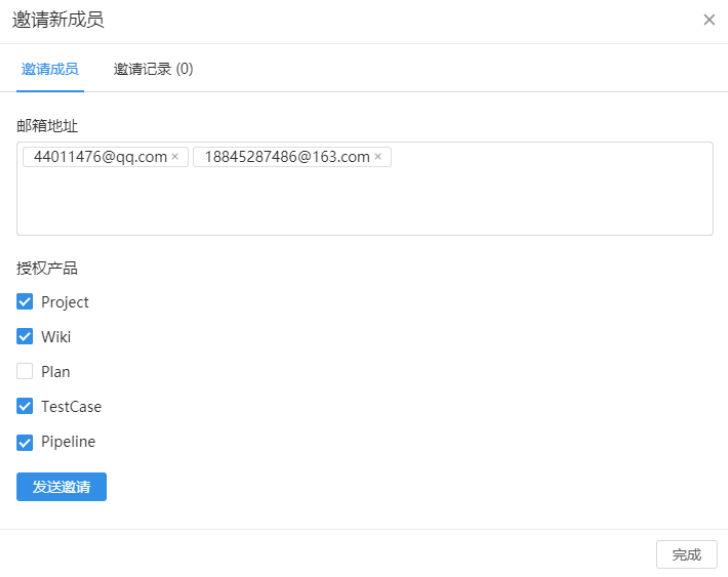 邀请新成员 ×
邀请成员 邀请记录 (0)
邮箱地址
44011476@qq.com × 18845287486@163.com ×
授权产品
Project
Wiki
Plan
TestCase
Pipeline
发送邀请
完成